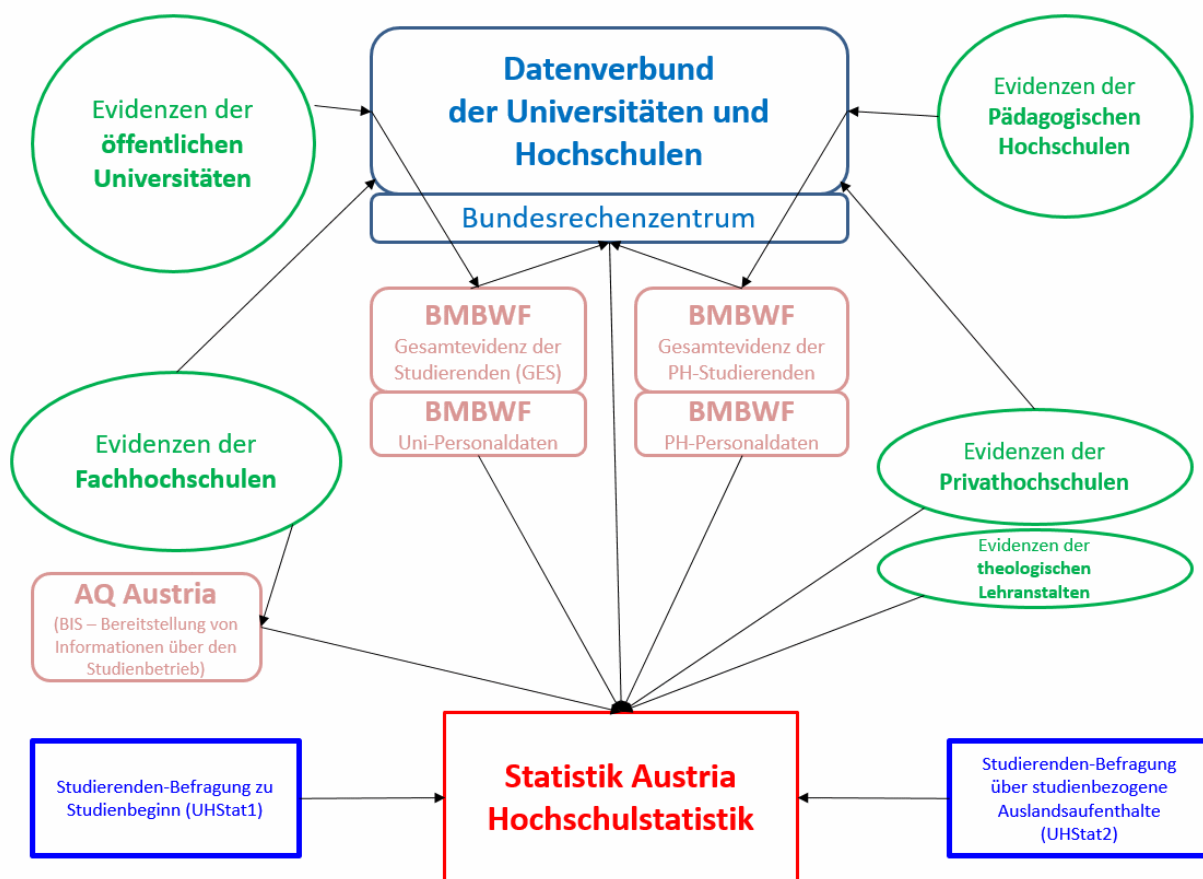 Evidenzen der
öffentlichen
Universitäten
Datenverbund
der Universitäten und
Hochschulen
Bundesrechenzentrum
Evidenzen der
Pädagogischen
Hochschulen
BMBWF
Gesamtevidenz der
Studierenden (GES)
BMBWF
Uni-Personaldaten
BMBWF
Gesamtevidenz der
PH-Studierenden
BMBWF
PH-Personaldaten
Evidenzen der
Fachhochschulen
Evidenzen der
Privathochschulen
Evidenzen der
theologischen
Lehranstalten
AQ Austria
(BIS – Bereitstellung von
Informationen über den
Studienbetrieb)
Studierenden-Befragung zu
Studienbeginn (UHStat1)
Statistik Austria
Hochschulstatistik
Studierenden-Befragung
über studienbezogene
Auslandsaufenthalte
(UHStat2)